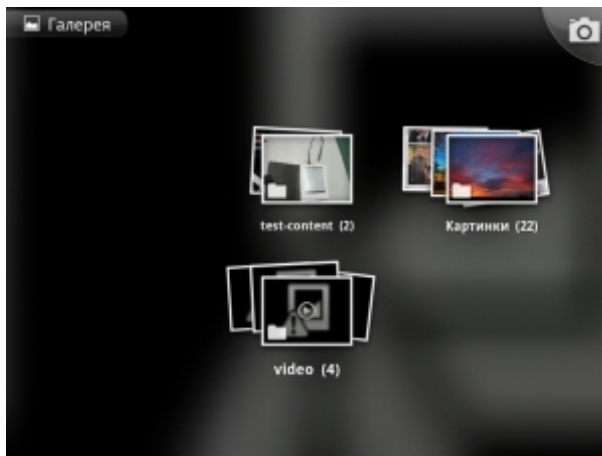 Галерея
test-content (2)
Картинки (22)
video (4)